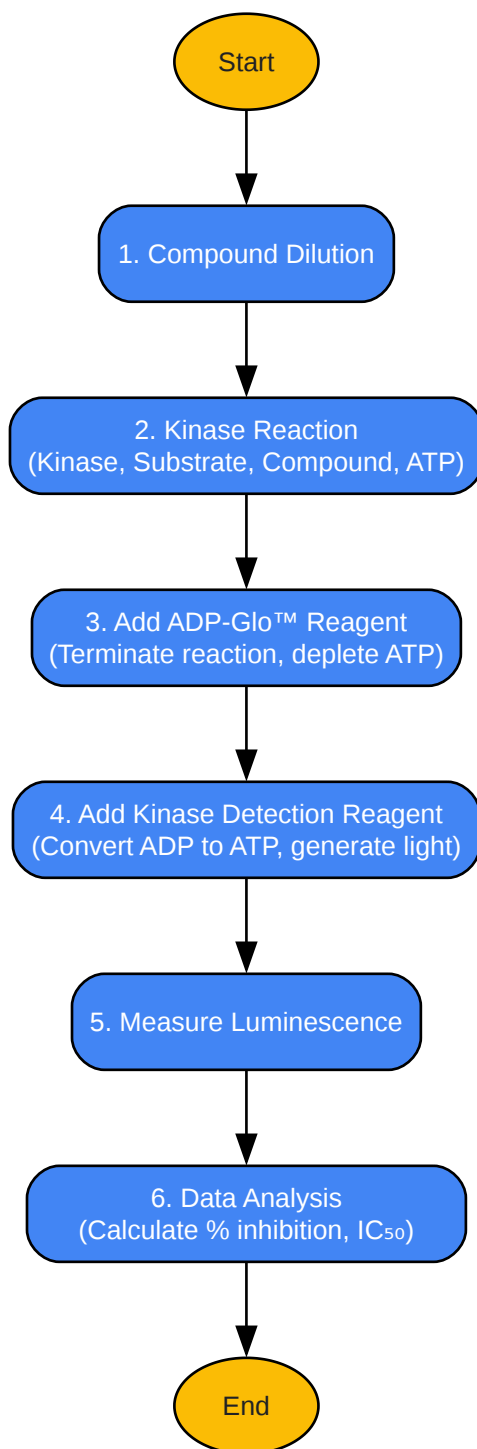 Start
1. Compound Dilution
2. Kinase Reaction
(Kinase, Substrate, Compound, ATP)
3. Add ADP-Glo™ Reagent
(Terminate reaction, deplete ATP)
4. Add Kinase Detection Reagent
(Convert ADP to ATP, generate light)
5. Measure Luminescence
6. Data Analysis
(Calculate % inhibition, IC₅₀)
End